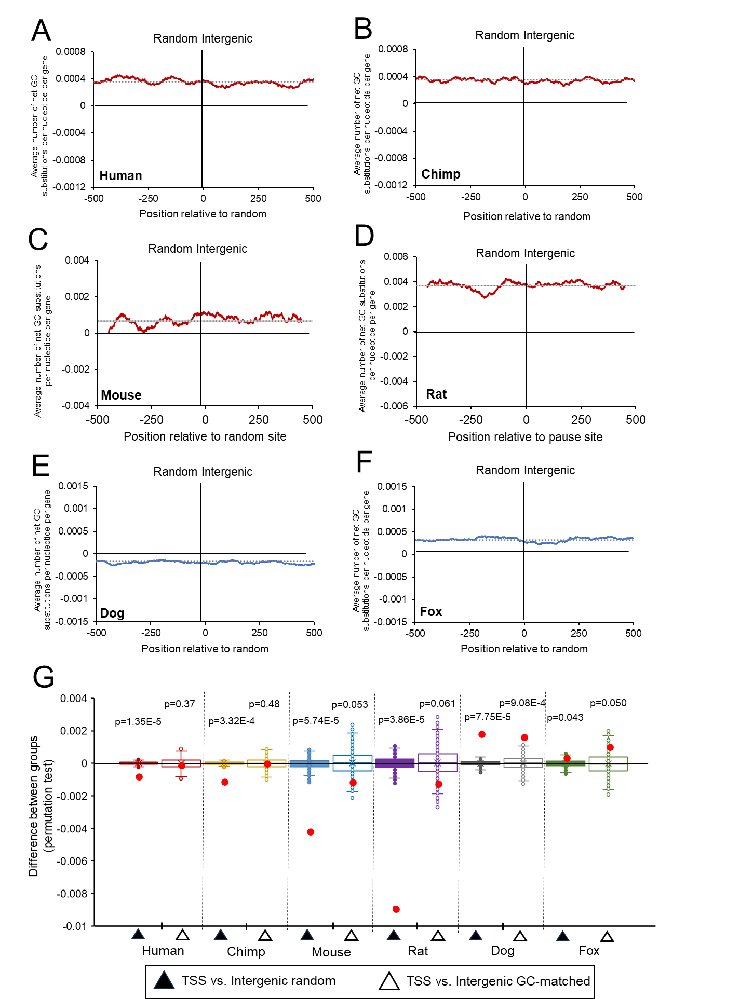 A
Random Intergenic
Average number of net GC
substitutions per nucleotide per gene
0.0008
0.0004
0
-0.0004
-0.0008
-0.0012
Human
-500 -250 0 250 500
Position relative to random
B
Random Intergenic
Average number of net GC
substitutions per nucleotide per gene
0.0008
0.0004
0
-0.0004
-0.0008
-0.0012
Chimp
-500 -250 0 250 500
Position relative to random
C
Random Intergenic
Average number of net GC substitutions
per nucleotide per gene
0.004
0.002
0
-0.002
-0.004
Mouse
-500 -250 0 250 500
Position relative to random site
D
Random Intergenic
Average number of net GC substitutions
per nucleotide per gene
0.006
0.004
0.002
0
-0.002
-0.004
-0.006
Rat
-500 -250 0 250 500
Position relative to pause site
E
Random Intergenic
Average number of net GC
substitutions per nucleotide per gene
0.0015
0.001
0.0005
0
-0.0005
-0.001
-0.0015
Dog
-500 -250 0 250 500
Position relative to random
F
Random Intergenic
Average number of net GC
substitutions per nucleotide per gene
0.0015
0.001
0.0005
0
-0.0005
-0.001
-0.0015
Fox
-500 -250 0 250 500
Position relative to random
G
Difference between groups
(permutation test)
0.004
0.002
0
-0.002
-0.004
-0.006
-0.008
-0.01
p=0.37 p=0.48 p=0.053 p=0.061 p=9.08E-4 p=0.050
p=1.35E-5 p=3.32E-4 p=5.74E-5 p=3.86E-5 p=7.75E-5 p=0.043
Human Chimp Mouse Rat Dog Fox
TSS vs. Intergenic random TSS vs. Intergenic GC-matched